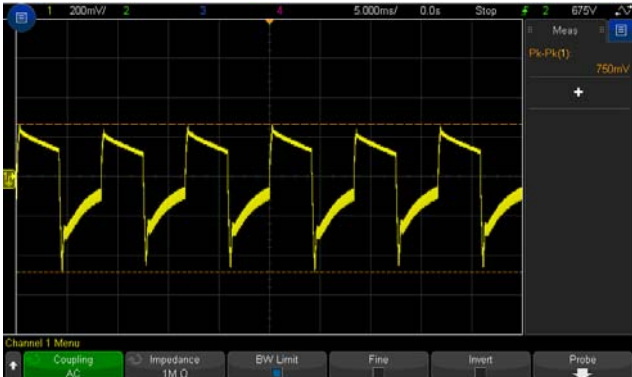 1 200mV/ 2 3 4 5.000ms/ 0.0s Stop 2 675V
Meas
Pk-Pk(1):
750mV
+
Channel 1 Menu
Coupling
AC
Impedance
1M Ω
BW Limit
Fine
Invert
Probe